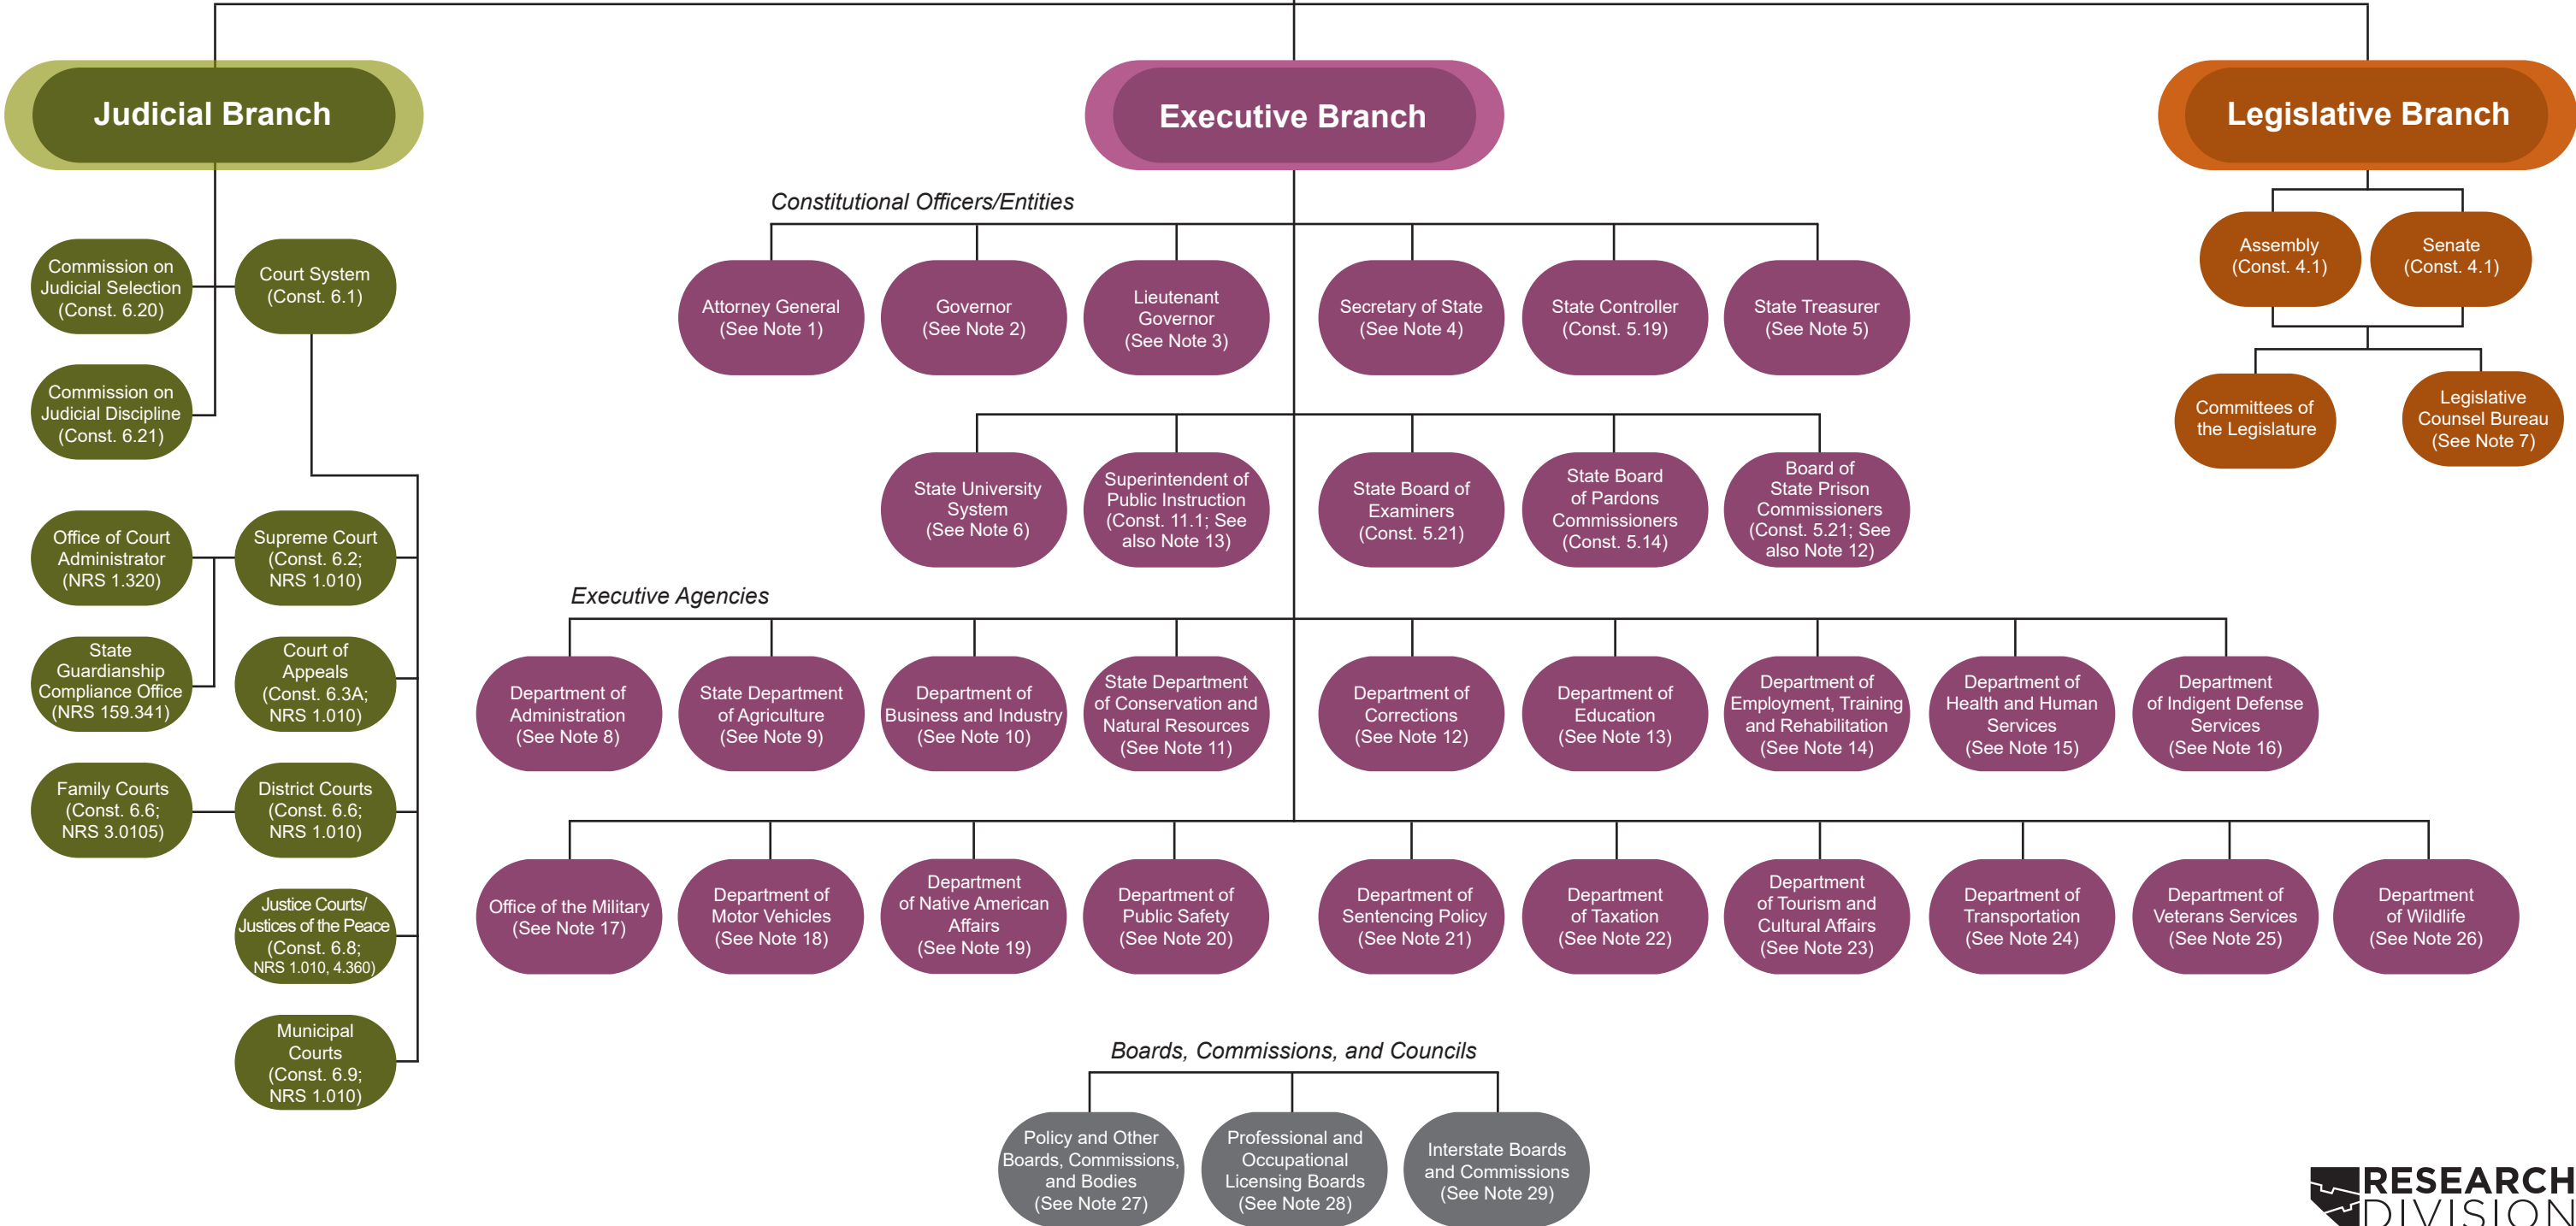 Judicial Branch
Executive Branch
Legislative Branch
Commission on
Judicial Selection
(Const. 6.20)
Court System
(Const. 6.1)
Commission on
Judicial Discipline
(Const. 6.21)
Office of Court
Administrator
(NRS 1.320)
Supreme Court
(Const. 6.2;
NRS 1.010)
State
Guardianship
Compliance Office
(NRS 159.341)
Court of
Appeals
(Const. 6.3A;
NRS 1.010)
Family Courts
(Const. 6.6;
NRS 3.0105)
District Courts
(Const. 6.6;
NRS 1.010)
Justice Courts/
Justices of the Peace
(Const. 6.8;
NRS 1.010, 4.360)
Municipal
Courts
(Const. 6.9;
NRS 1.010)
Constitutional Officers/Entities
Attorney General
(See Note 1)
Governor
(See Note 2)
Lieutenant
Governor
(See Note 3)
Secretary of State
(See Note 4)
State Controller
(Const. 5.19)
State Treasurer
(See Note 5)
State University
System
(See Note 6)
Superintendent of
Public Instruction
(Const. 11.1; See
also Note 13)
State Board of
Examiners
(Const. 5.21)
State Board
of Pardons
Commissioners
(Const. 5.14)
Board of
State Prison
Commissioners
(Const. 5.21; See
also Note 12)
Executive Agencies
Department of
Administration
(See Note 8)
State Department
of Agriculture
(See Note 9)
Department of
Business and Industry
(See Note 10)
State Department
of Conservation and
Natural Resources
(See Note 11)
Department of
Corrections
(See Note 12)
Department of
Education
(See Note 13)
Department of
Employment, Training
and Rehabilitation
(See Note 14)
Department of
Health and Human
Services
(See Note 15)
Department
of Indigent Defense
Services
(See Note 16)
Office of the Military
(See Note 17)
Department of
Motor Vehicles
(See Note 18)
Department
of Native American
Affairs
(See Note 19)
Department of
Public Safety
(See Note 20)
Department of
Sentencing Policy
(See Note 21)
Department
of Taxation
(See Note 22)
Department
of Tourism and
Cultural Affairs
(See Note 23)
Department of
Transportation
(See Note 24)
Department of
Veterans Services
(See Note 25)
Department
of Wildlife
(See Note 26)
Boards, Commissions, and Councils
Policy and Other
Boards, Commissions,
and Bodies
(See Note 27)
Professional and
Occupational
Licensing Boards
(See Note 28)
Interstate Boards
and Commissions
(See Note 29)
Assembly
(Const. 4.1)
Senate
(Const. 4.1)
Committees of
the Legislature
Legislative
Counsel Bureau
(See Note 7)
RESEARCH
DIVISION